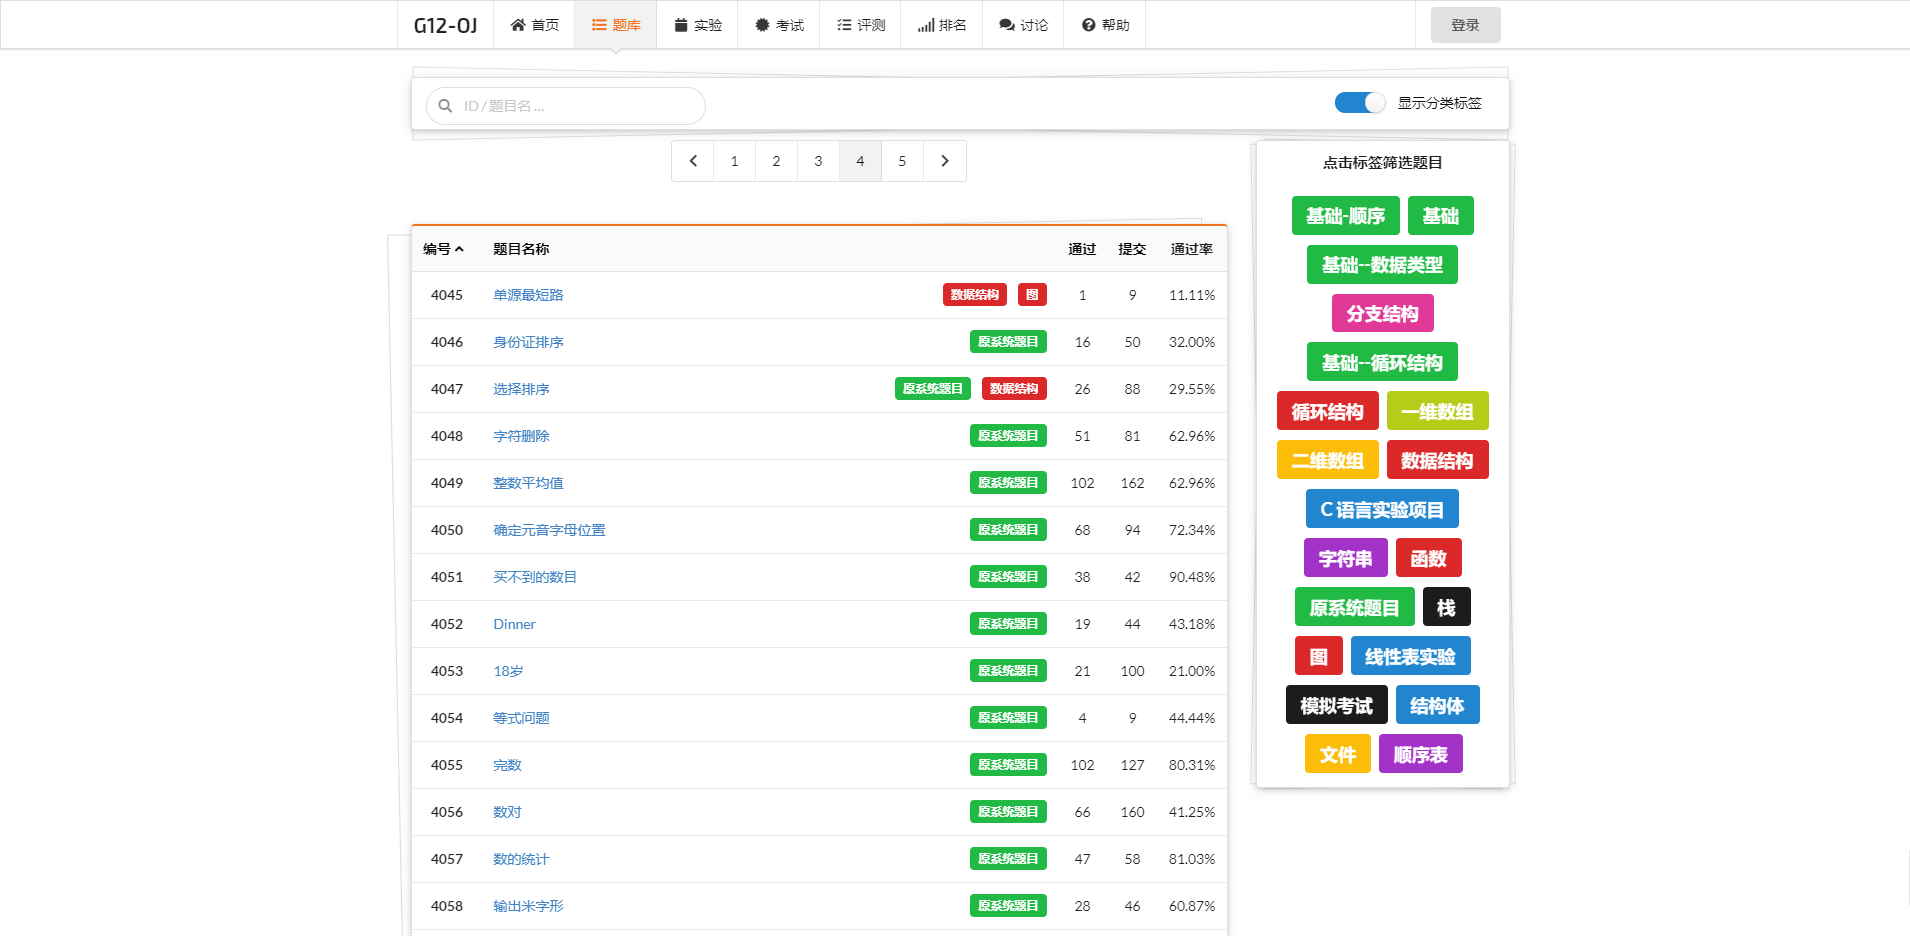 G12-OJ 首页 题库 实验 考试 评测 排名 讨论 帮助 登录
ID / 题目名 ... 显示分类标签
1 2 3 4 5
编号 题目名称 通过 提交 通过率
4045 单源最短路 数据结构 图 1 9 11.11%
4046 身份证排序 原系统题目 16 50 32.00%
4047 选择排序 原系统题目 数据结构 26 88 29.55%
4048 字符删除 原系统题目 51 81 62.96%
4049 整数平均值 原系统题目 102 162 62.96%
4050 确定元音字母位置 原系统题目 68 94 72.34%
4051 买不到的数目 原系统题目 38 42 90.48%
4052 Dinner 原系统题目 19 44 43.18%
4053 18岁 原系统题目 21 100 21.00%
4054 等式问题 原系统题目 4 9 44.44%
4055 完数 原系统题目 102 127 80.31%
4056 数对 原系统题目 66 160 41.25%
4057 数的统计 原系统题目 47 58 81.03%
4058 输出米字形 原系统题目 28 46 60.87%
点击标签筛选题目
基础-顺序 基础
基础--数据类型
分支结构
基础--循环结构
循环结构 一维数组
二维数组 数据结构
C 语言实验项目
字符串 函数
原系统题目 栈
图 线性表实验
模拟考试 结构体
文件 顺序表